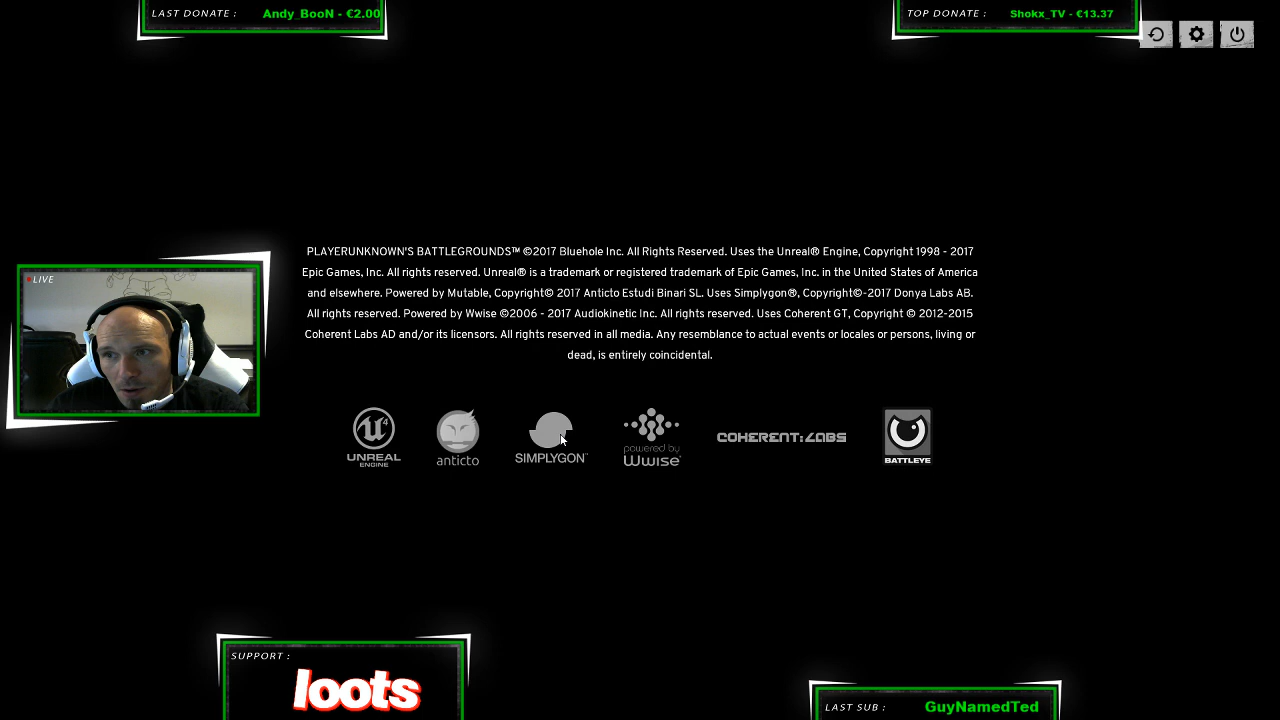 LAST DONATE : Andy_BooN - €2.00
TOP DONATE : Shokx_TV - €13.37
PLAYERUNKNOWN'S BATTLEGROUNDS™ ©2017 Bluehole Inc. All Rights Reserved. Uses the Unreal® Engine, Copyright 1998 - 2017
Epic Games, Inc. All rights reserved. Unreal® is a trademark or registered trademark of Epic Games, Inc. in the United States of America
and elsewhere. Powered by Mutable, Copyright© 2017 Anticto Estudi Binari SL. Uses Simplygon®, Copyright©-2017 Donya Labs AB.
All rights reserved. Powered by Wwise ©2006 - 2017 Audiokinetic Inc. All rights reserved. Uses Coherent GT, Copyright © 2012-2015
Coherent Labs AD and/or its licensors. All rights reserved in all media. Any resemblance to actual events or locales or persons, living or
dead, is entirely coincidental.
LIVE
U4
UNREAL
ENGINE
anticto
SIMPLYGON™
powered by
Wwise
COHERENT:LABS
BATTLEYE
SUPPORT :
loots
LAST SUB : GuyNamedTed